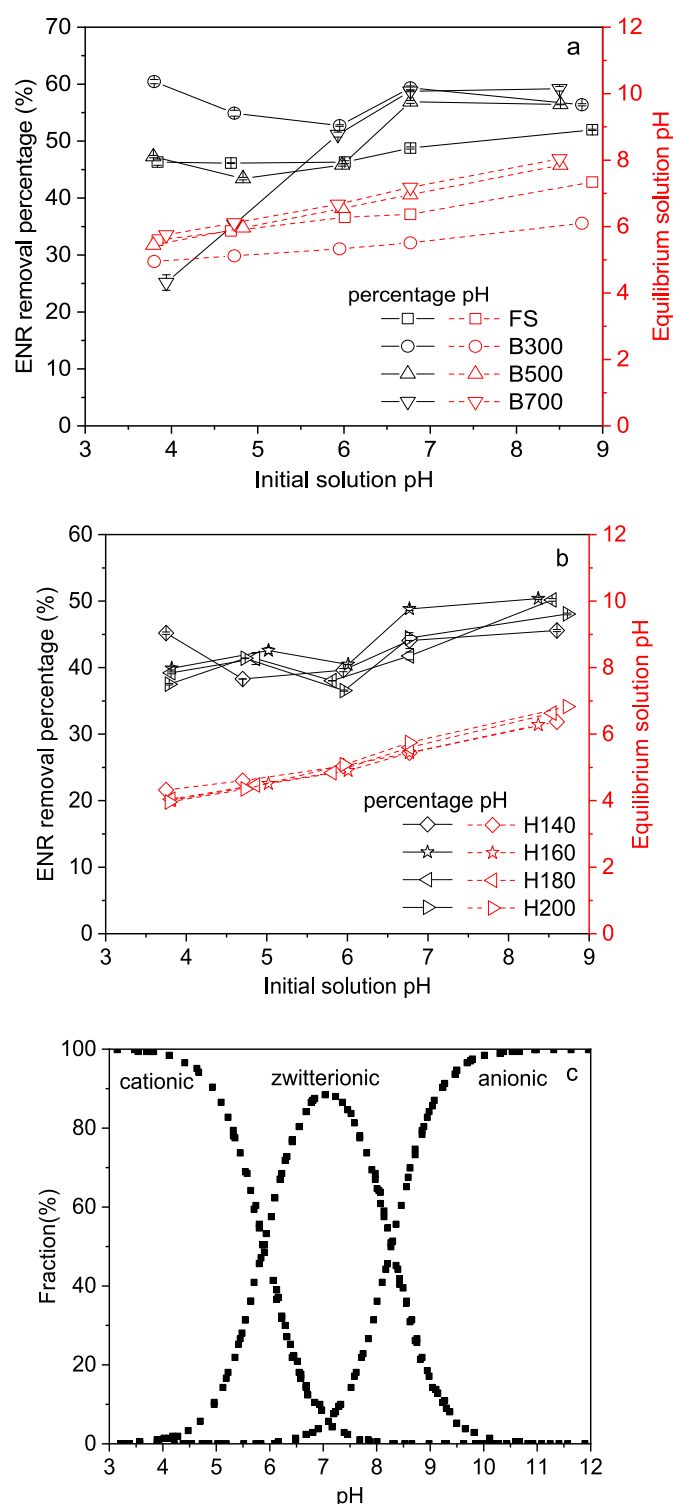 a
70
60
50
40
30
20
10
0
12
10
8
6
4
2
0
ENR removal percentage (%)
Equilibrium solution pH
percentage pH
FS
B300
B500
B700
3 4 5 6 7 8 9
Initial solution pH
b
60
50
40
30
20
10
0
12
10
8
6
4
2
0
ENR removal percentage (%)
Equilibrium solution pH
percentage pH
H140
H160
H180
H200
3 4 5 6 7 8 9
Initial solution pH
100
80
60
40
20
0
Fraction(%)
cationic zwitterionic anionic c
3 4 5 6 7 8 9 10 11 12
pH